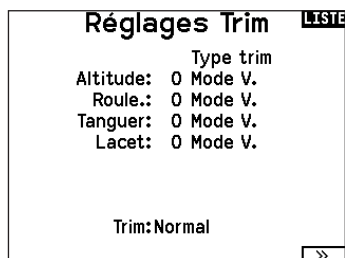 Réglages Trim LISTE
Type trim
Altitude: 0 Mode V.
Roule.: 0 Mode V.
Tanguer: 0 Mode V.
Lacet: 0 Mode V.
Trim:Normal
»